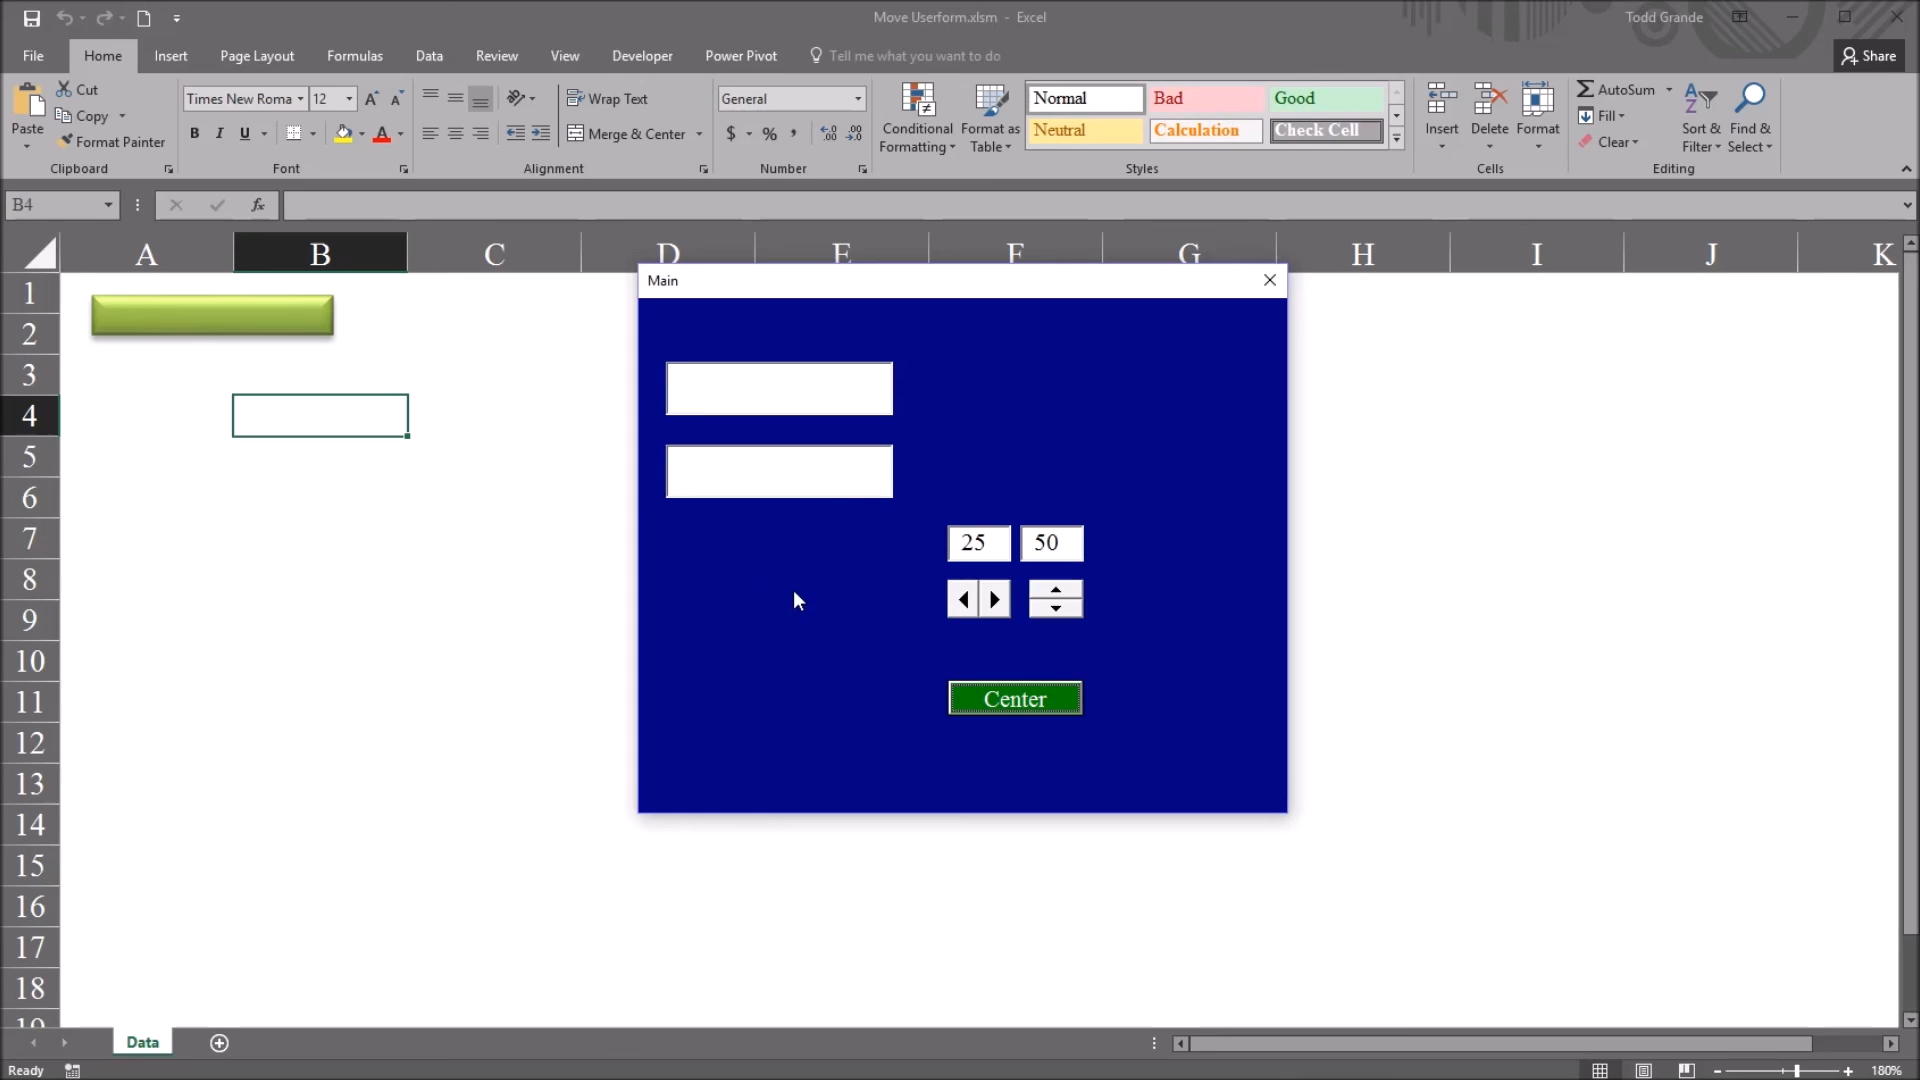 Move Userform.xlsm - Excel
Todd Grande
File Home Insert Page Layout Formulas Data Review View Developer Power Pivot Tell me what you want to do
Share
Paste
Cut
Copy
Format Painter
Clipboard
Times New Roma 12
B I U
Font
Wrap Text
Merge & Center
Alignment
General
$ % ,
Number
Conditional Formatting
Format as Table
Normal Bad Good
Neutral Calculation Check Cell
Styles
Insert Delete Format
Cells
AutoSum
Fill
Clear
Sort & Filter
Find & Select
Editing
B4
fx
A B C D E F G H I J K
Main
1
2
3
4
5
6
7
25 50
8
9
10
11
Center
12
13
14
15
16
17
18
19
Data
Ready
180%